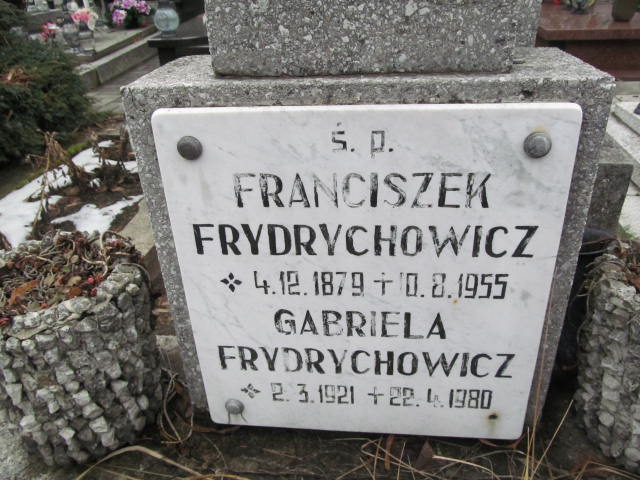 Ś. p.
FRANCISZEK
FRYDRYCHOWICZ
4.12.1879 + 10.8.1955
GABRIELA
FRYDRYCHOWICZ
2.3.1921 + 22.4.1980